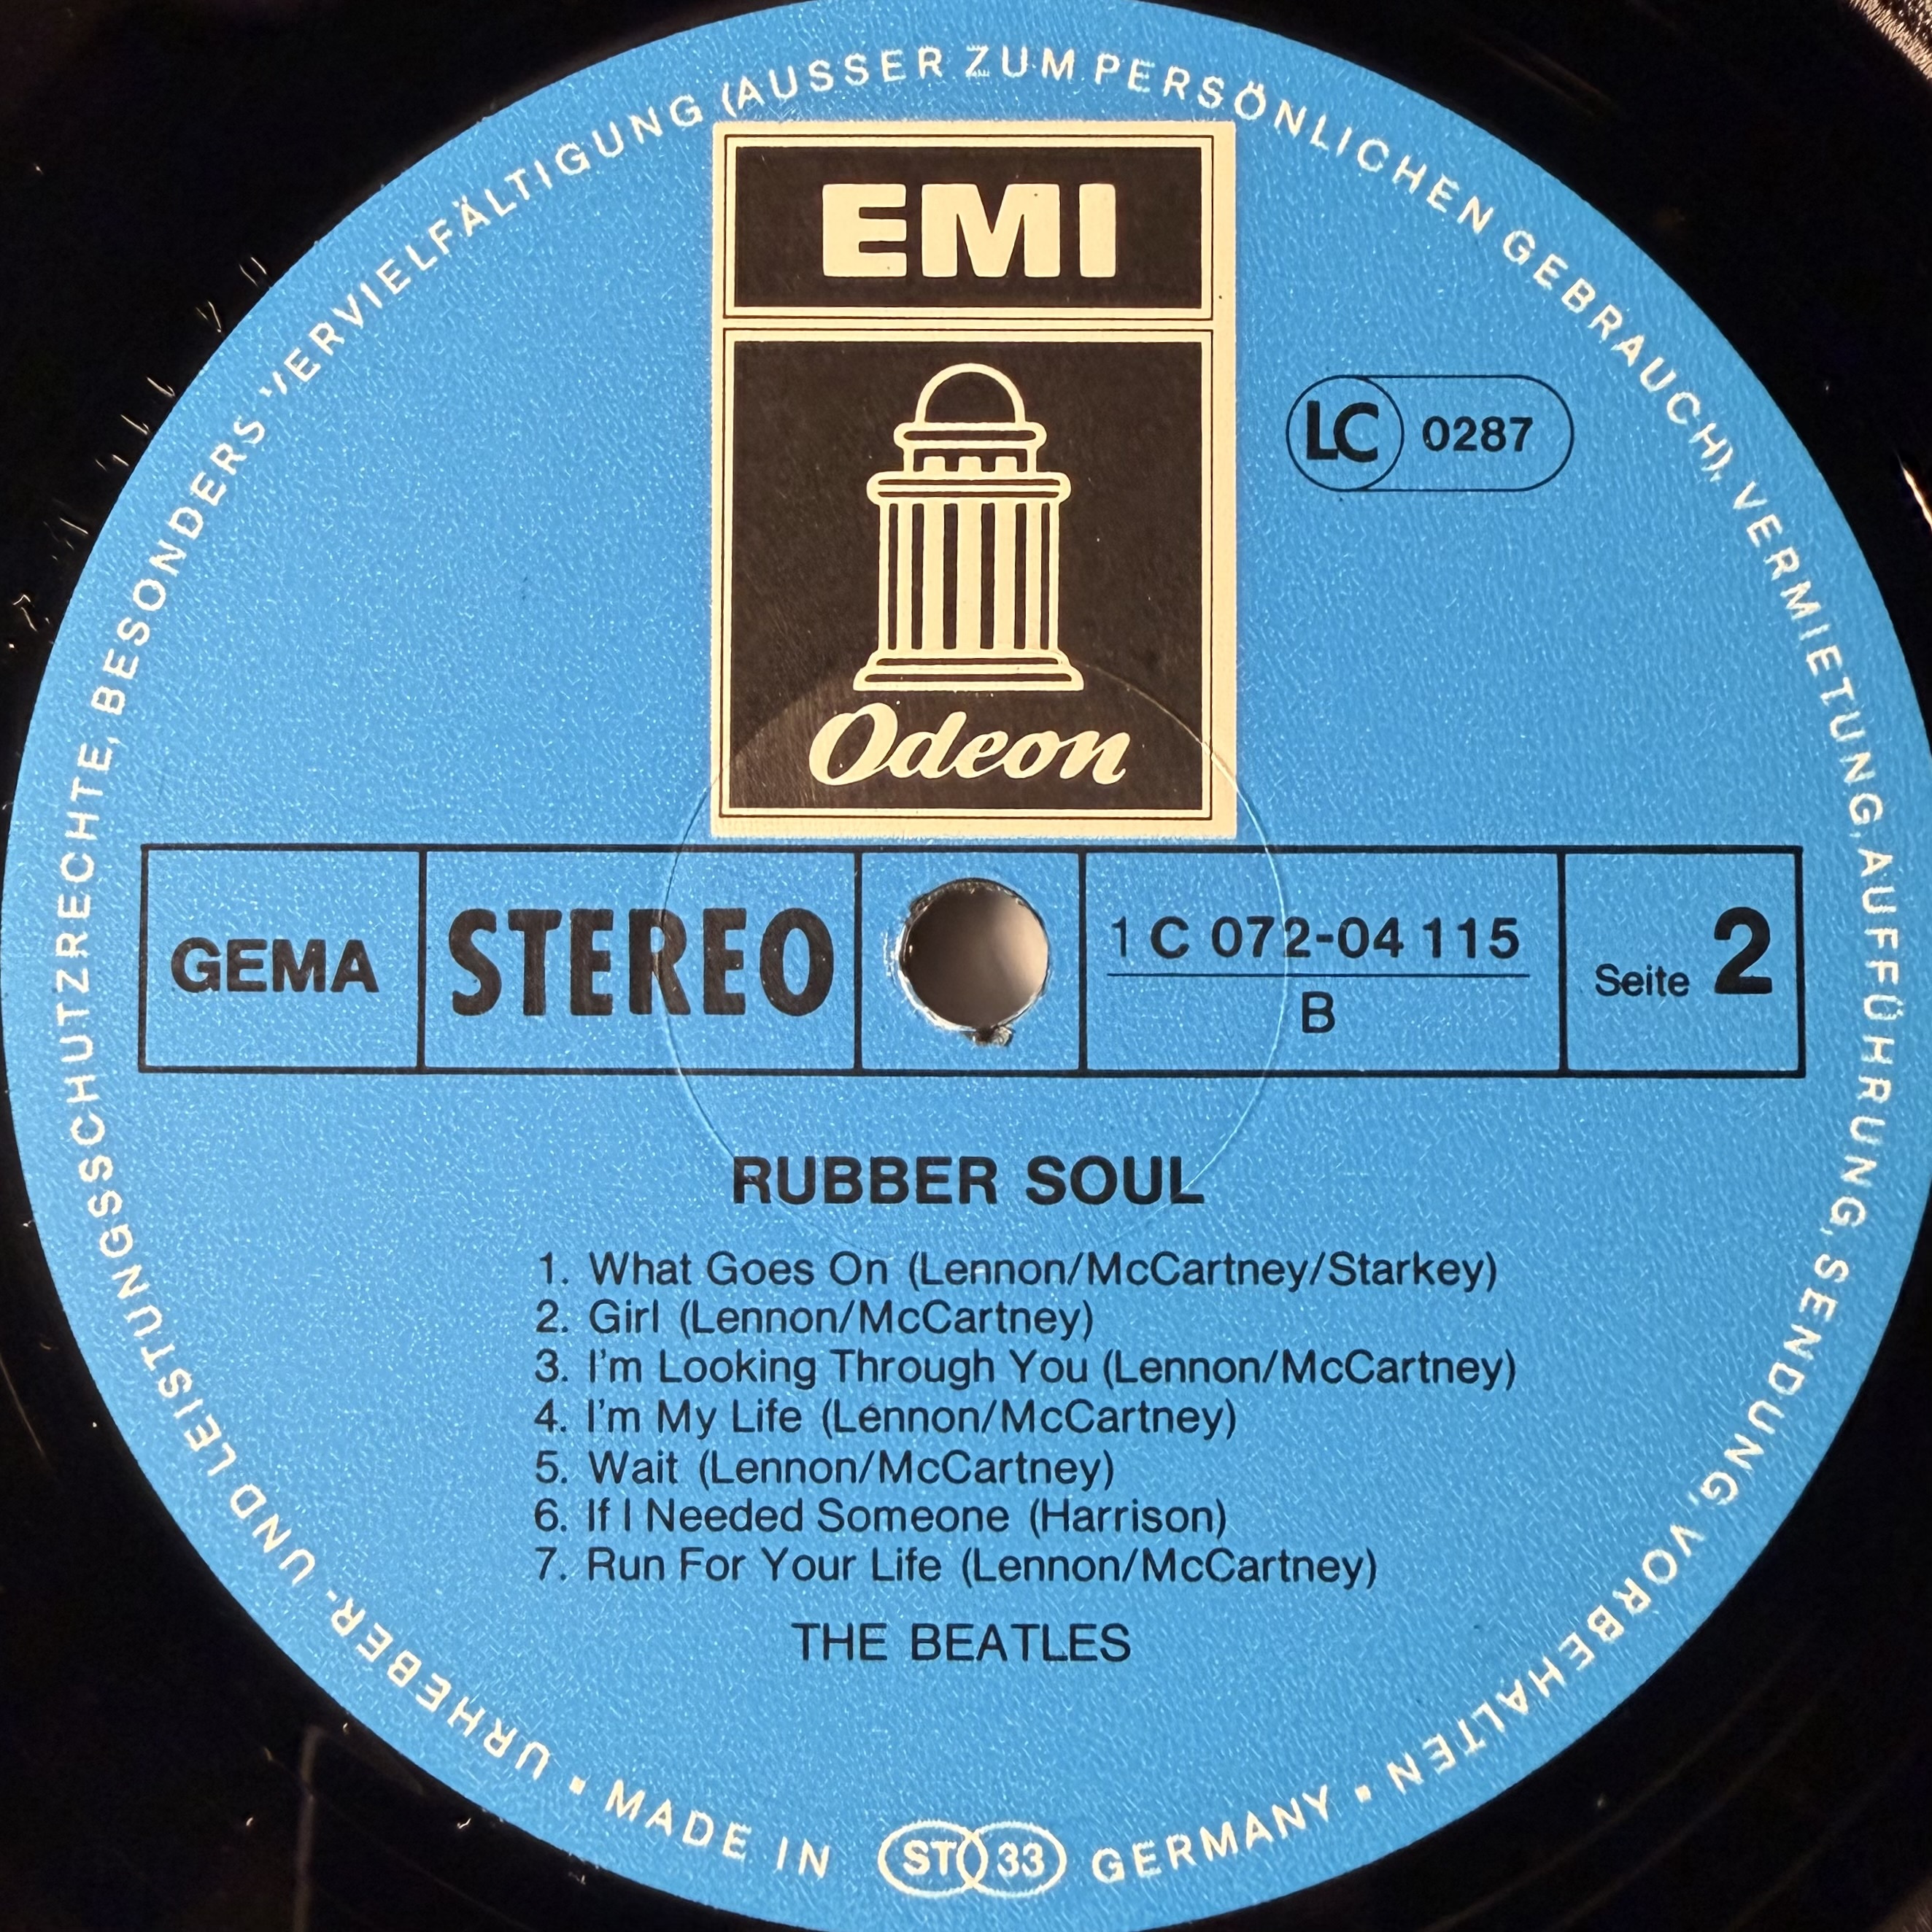 URHEBER- UND LEISTUNGSSCHUTZRECHTE, BESONDERS VERVIELFÄLTIGUNG (AUSSER ZUM PERSÖNLICHEN GEBRAUCH), VERMIETUNG, AUFFÜHRUNG, SENDUNG, VORBEHALTEN
EMI
LC 0287
Odeon
GEMA
STEREO
1 C 072-04 115
B
Seite 2
RUBBER SOUL
1. What Goes On (Lennon/McCartney/Starkey)
2. Girl (Lennon/McCartney)
3. I'm Looking Through You (Lennon/McCartney)
4. I'm My Life (Lennon/McCartney)
5. Wait (Lennon/McCartney)
6. If I Needed Someone (Harrison)
7. Run For Your Life (Lennon/McCartney)
THE BEATLES
▪ MADE IN ST 33 GERMANY ▪